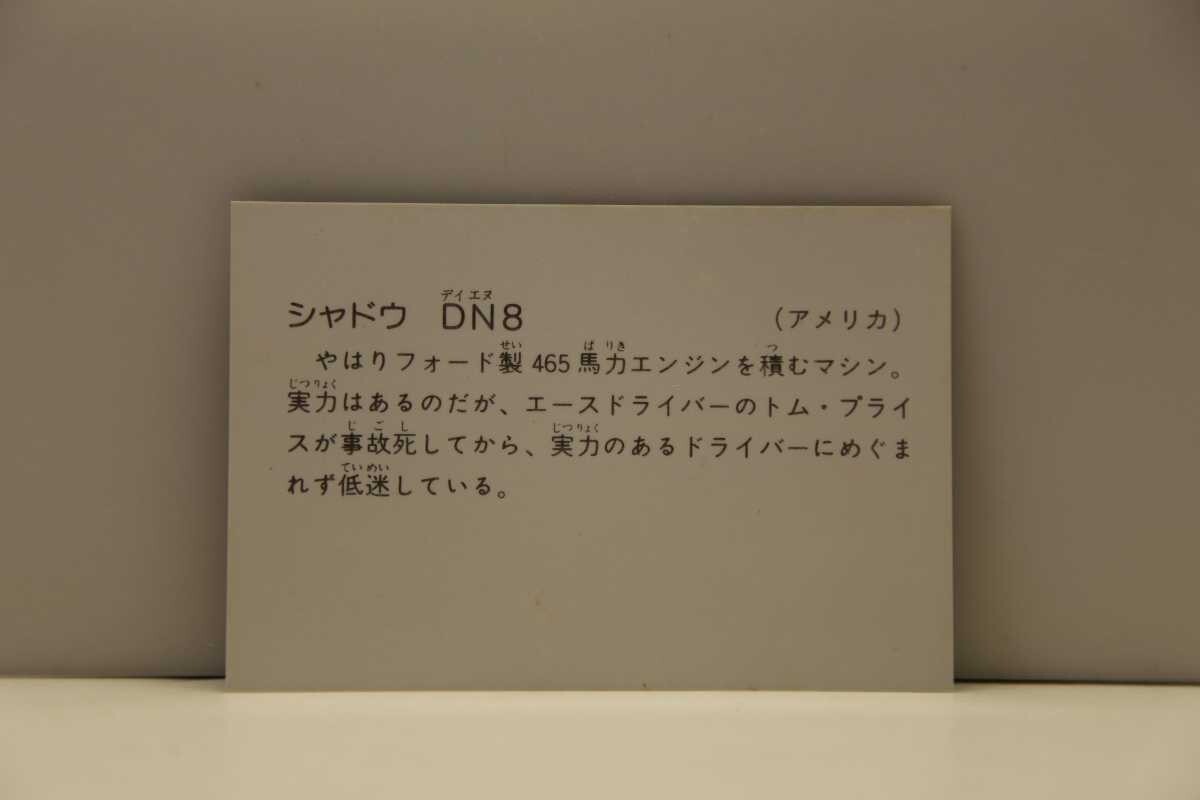 シャドウ DN8 (アメリカ)
やはりフォード製465馬力エンジンを積むマシン。
実力はあるのだが、エースドライバーのトム・プライ
スが事故死してから、実力のあるドライバーにめぐま
れず低迷している。